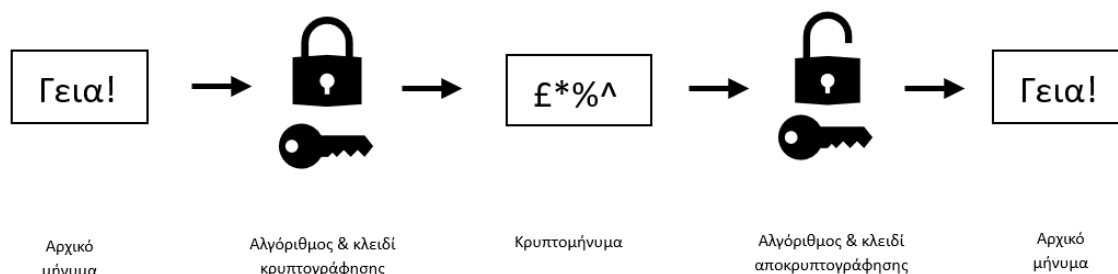 Γεια!
£*%^
Γεια!
Αρχικό
μήνυμα
Αλγόριθμος & κλειδί
κρυπτογράφησης
Κρυπτομήνυμα
Αλγόριθμος & κλειδί
αποκρυπτογράφησης
Αρχικό
μήνυμα